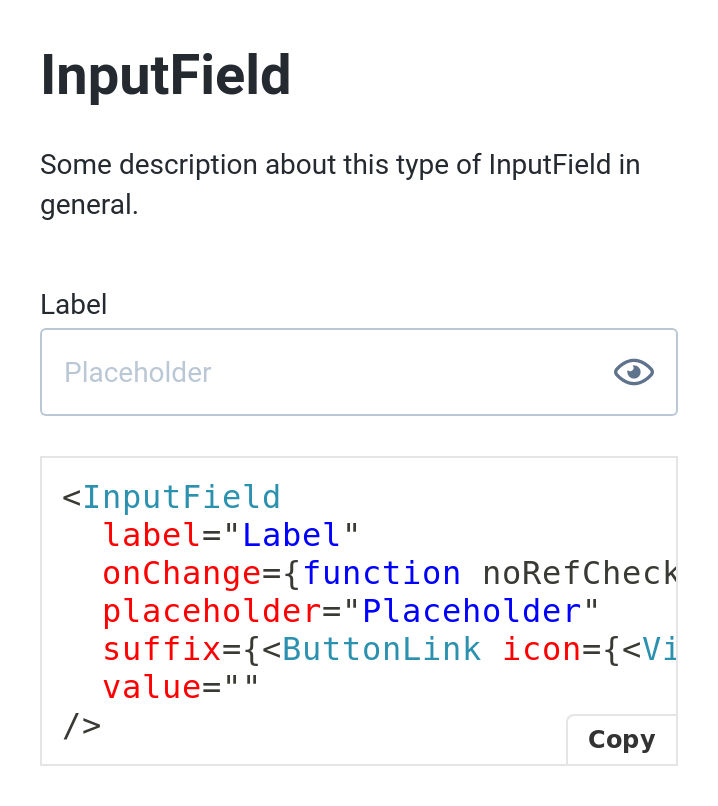 InputField
Some description about this type of InputField in
general.
Label
Placeholder
<InputField
  label="Label"
  onChange={function noRefCheck
  placeholder="Placeholder"
  suffix={<ButtonLink icon={<Vi
  value=""
/>
Copy